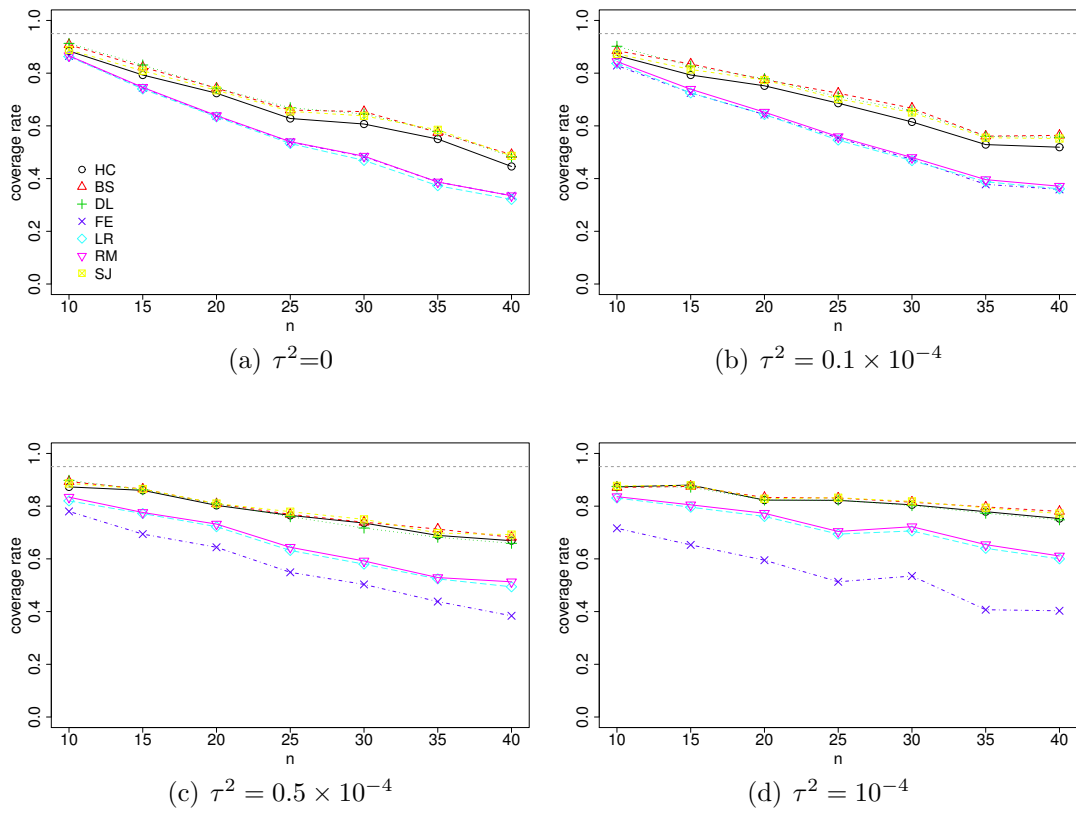 coverage rate
0.0 0.2 0.4 0.6 0.8 1.0
HC
BS
DL
FE
LR
RM
SJ
10 15 20 25 30 35 40
n
(a) τ²=0
coverage rate
0.0 0.2 0.4 0.6 0.8 1.0
10 15 20 25 30 35 40
n
(b) τ² = 0.1 × 10⁻⁴
coverage rate
0.0 0.2 0.4 0.6 0.8 1.0
10 15 20 25 30 35 40
n
(c) τ² = 0.5 × 10⁻⁴
coverage rate
0.0 0.2 0.4 0.6 0.8 1.0
10 15 20 25 30 35 40
n
(d) τ² = 10⁻⁴